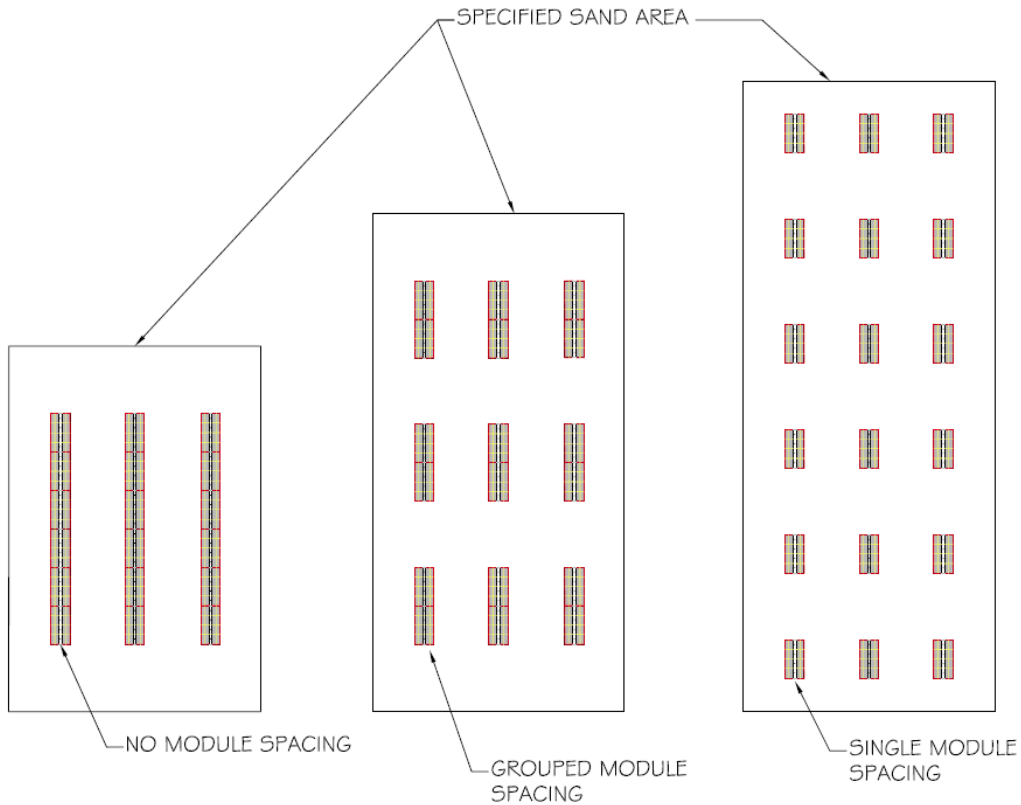 SPECIFIED SAND AREA
NO MODULE SPACING
GROUPED MODULE
SPACING
SINGLE MODULE
SPACING